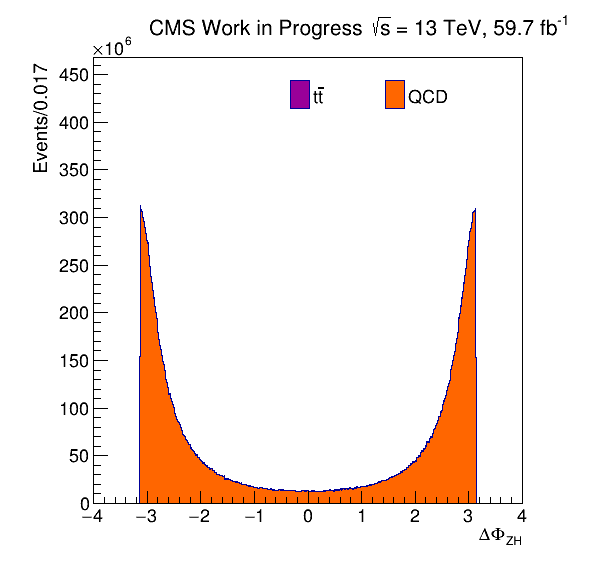 CMS Work in Progress √s = 13 TeV, 59.7 fb⁻¹
×10⁶
Events/0.017
450
400
350
300
250
200
150
100
50
0
tt̄
QCD
−4 −3 −2 −1 0 1 2 3 4
ΔΦ_ZH